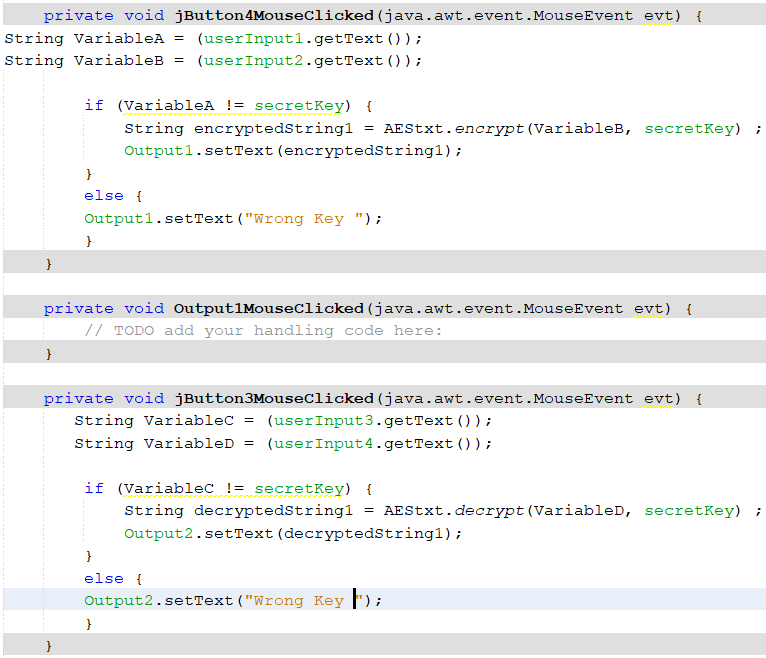 private void jButton4MouseClicked(java.awt.event.MouseEvent evt) {
String VariableA = (userInput1.getText());
String VariableB = (userInput2.getText());
if (VariableA != secretKey) {
String encryptedString1 = AEStxt.encrypt(VariableB, secretKey) ;
Output1.setText(encryptedString1);
}
else {
Output1.setText("Wrong Key ");
}
}
private void Output1MouseClicked(java.awt.event.MouseEvent evt) {
// TODO add your handling code here:
}
private void jButton3MouseClicked(java.awt.event.MouseEvent evt) {
String VariableC = (userInput3.getText());
String VariableD = (userInput4.getText());
if (VariableC != secretKey) {
String decryptedString1 = AEStxt.decrypt(VariableD, secretKey) ;
Output2.setText(decryptedString1);
}
else {
Output2.setText("Wrong Key ");
}
}